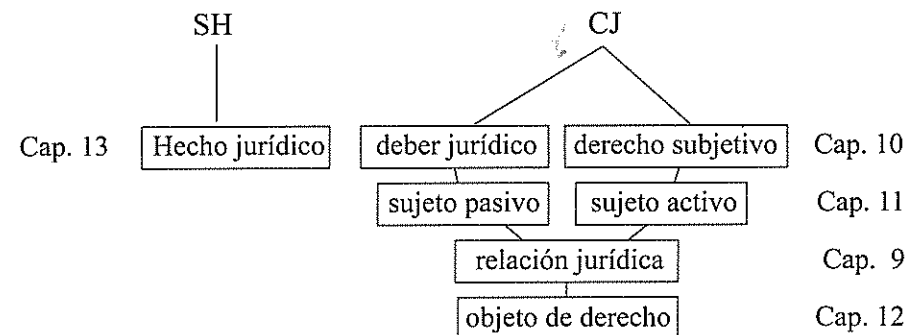 SH CJ
Cap. 13 Hecho jurídico deber jurídico derecho subjetivo Cap. 10
sujeto pasivo sujeto activo Cap. 11
relación jurídica Cap. 9
objeto de derecho Cap. 12